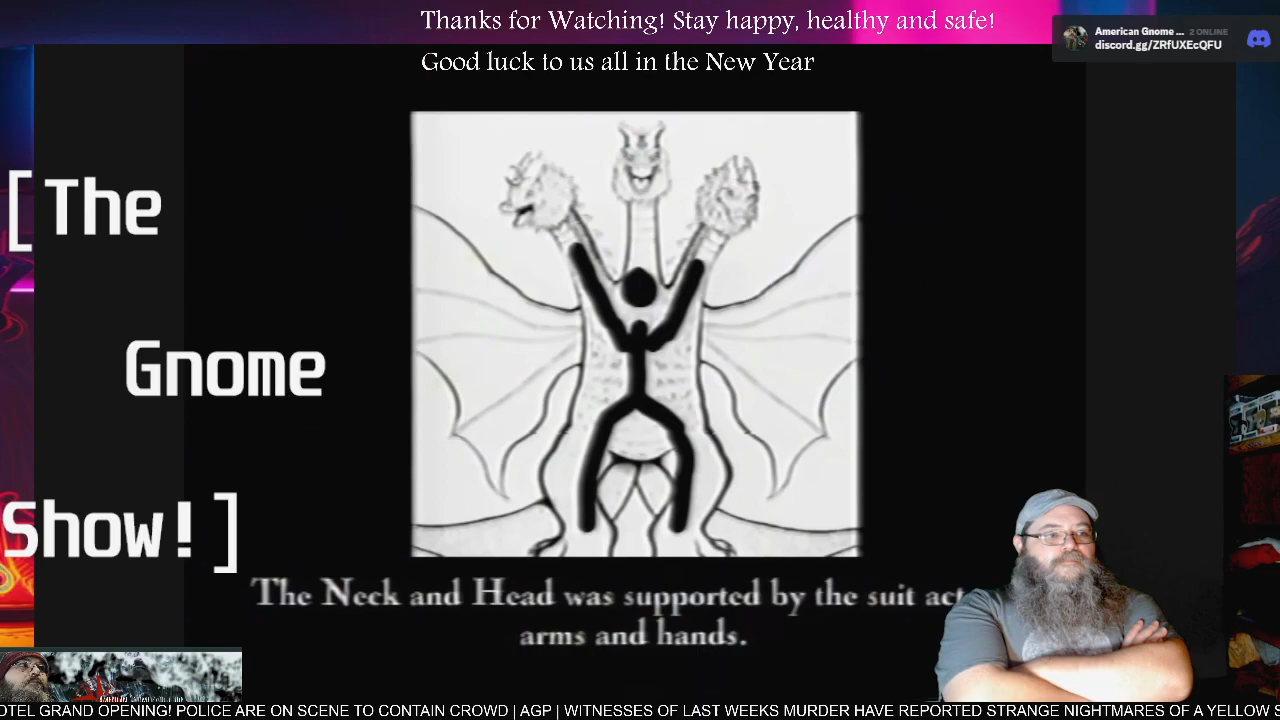 Thanks for Watching! Stay happy, healthy and safe!
Good luck to us all in the New Year
American Gnome ... 2 ONLINE
discord.gg/ZRfUXEcQFU
[The
Gnome
Show!]
The Neck and Head was supported by the suit act
arms and hands.
OTEL GRAND OPENING! POLICE ARE ON SCENE TO CONTAIN CROWD | AGP | WITNESSES OF LAST WEEKS MURDER HAVE REPORTED STRANGE NIGHTMARES OF A YELLOW S